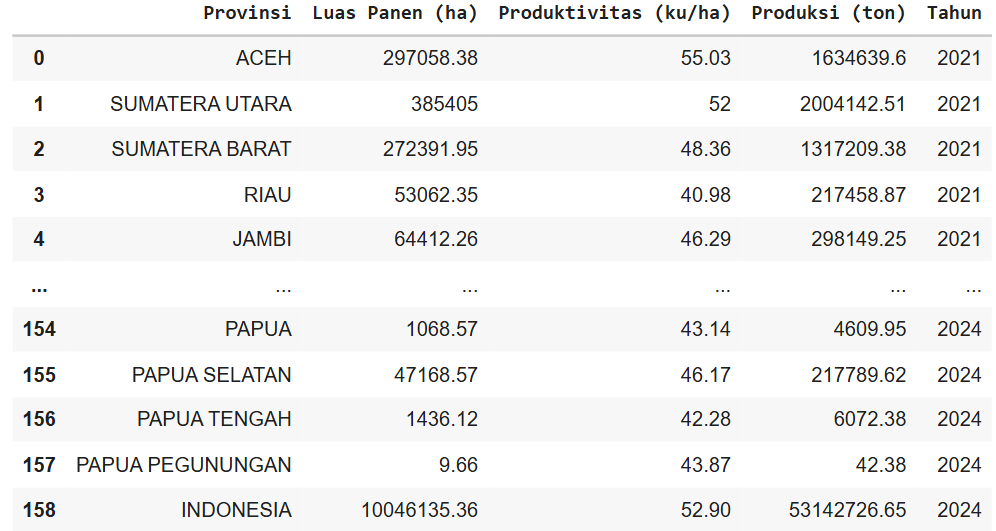 Provinsi Luas Panen (ha) Produktivitas (ku/ha) Produksi (ton) Tahun
0 ACEH 297058.38 55.03 1634639.6 2021
1 SUMATERA UTARA 385405 52 2004142.51 2021
2 SUMATERA BARAT 272391.95 48.36 1317209.38 2021
3 RIAU 53062.35 40.98 217458.87 2021
4 JAMBI 64412.26 46.29 298149.25 2021
... ... ... ... ... ...
154 PAPUA 1068.57 43.14 4609.95 2024
155 PAPUA SELATAN 47168.57 46.17 217789.62 2024
156 PAPUA TENGAH 1436.12 42.28 6072.38 2024
157 PAPUA PEGUNUNGAN 9.66 43.87 42.38 2024
158 INDONESIA 10046135.36 52.90 53142726.65 2024